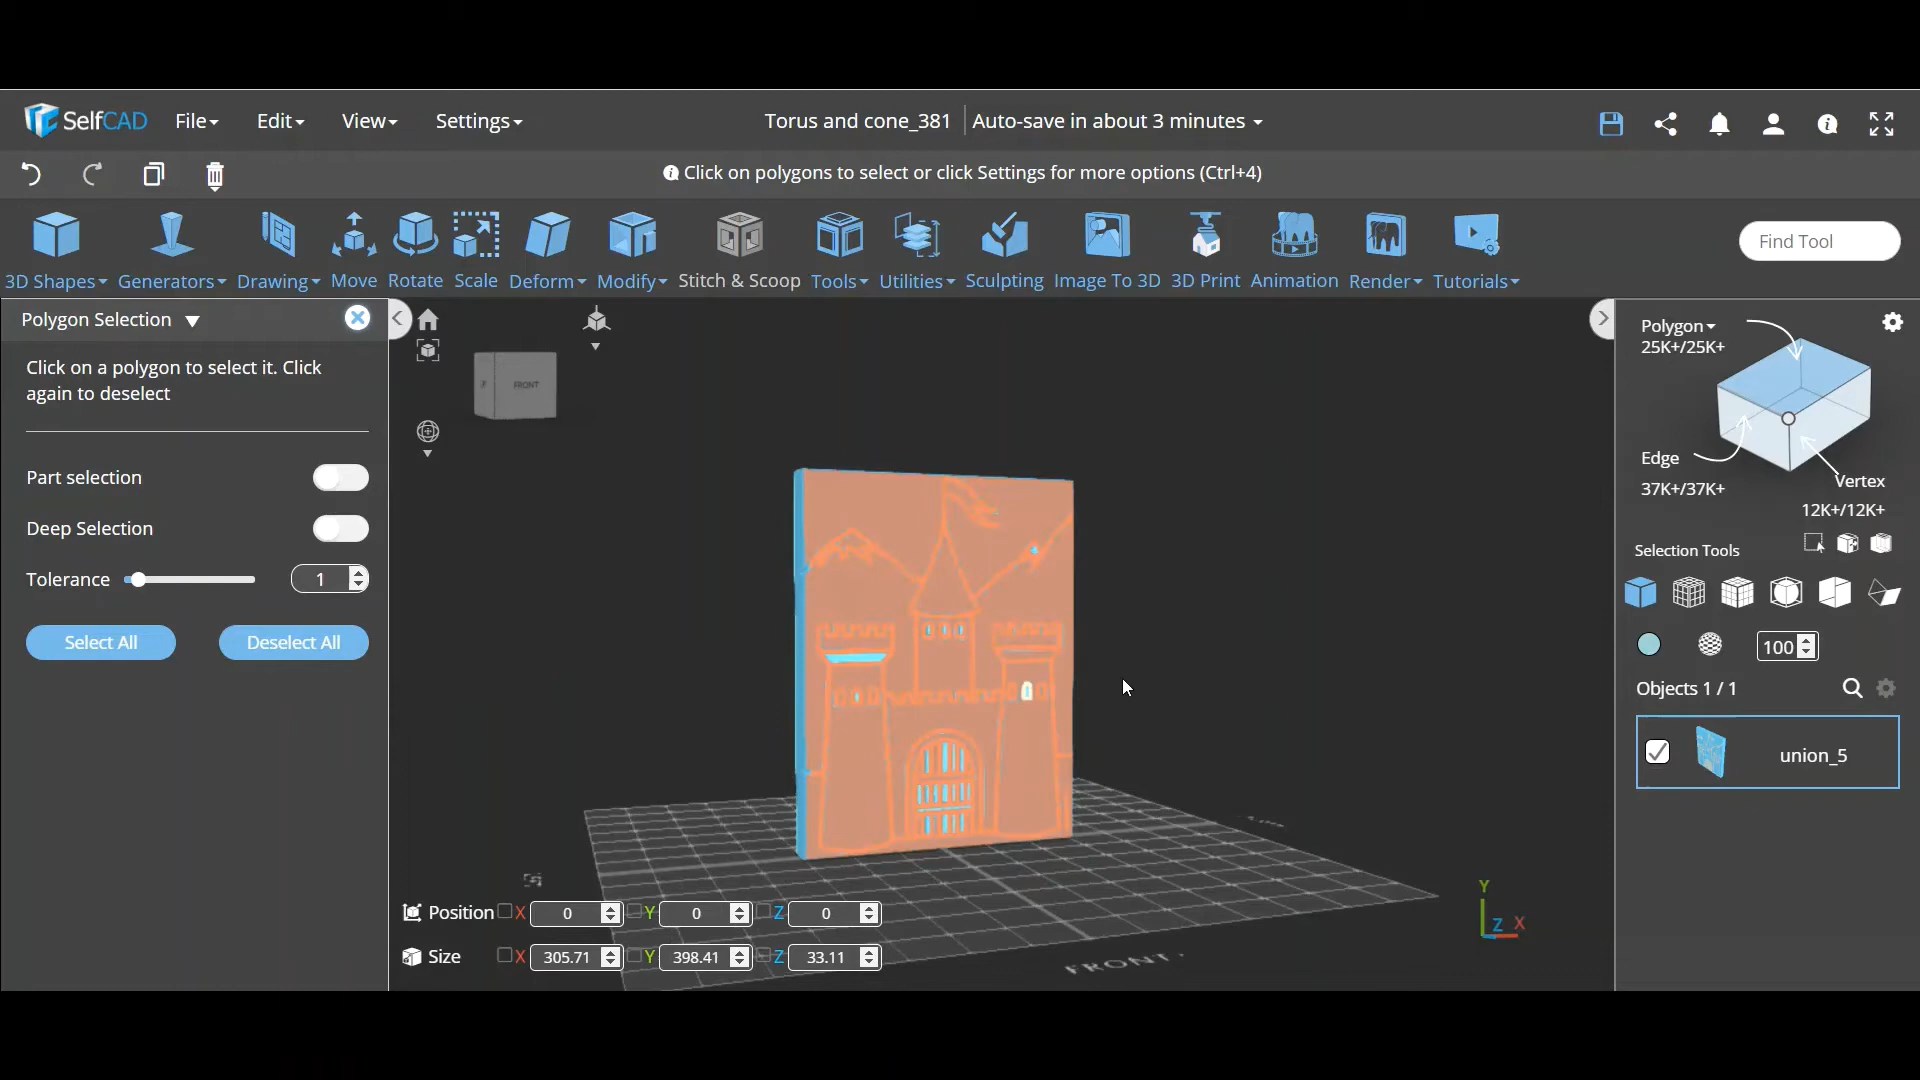 SelfCAD File Edit View Settings Torus and cone_381 Auto-save in about 3 minutes
Click on polygons to select or click Settings for more options (Ctrl+4)
3D Shapes Generators Drawing Move Rotate Scale Deform Modify Stitch & Scoop Tools Utilities Sculpting Image To 3D 3D Print Animation Render Tutorials Find Tool
Polygon Selection
Click on a polygon to select it. Click
again to deselect
Part selection
Deep Selection
Tolerance 1
Select All Deselect All
FRONT
Position X 0 Y 0 Z 0
Size X 305.71 Y 398.41 Z 33.11
FRONT
Y
Z X
Polygon
25K+/25K+
Edge
37K+/37K+
Vertex
12K+/12K+
Selection Tools
100
Objects 1 / 1
union_5